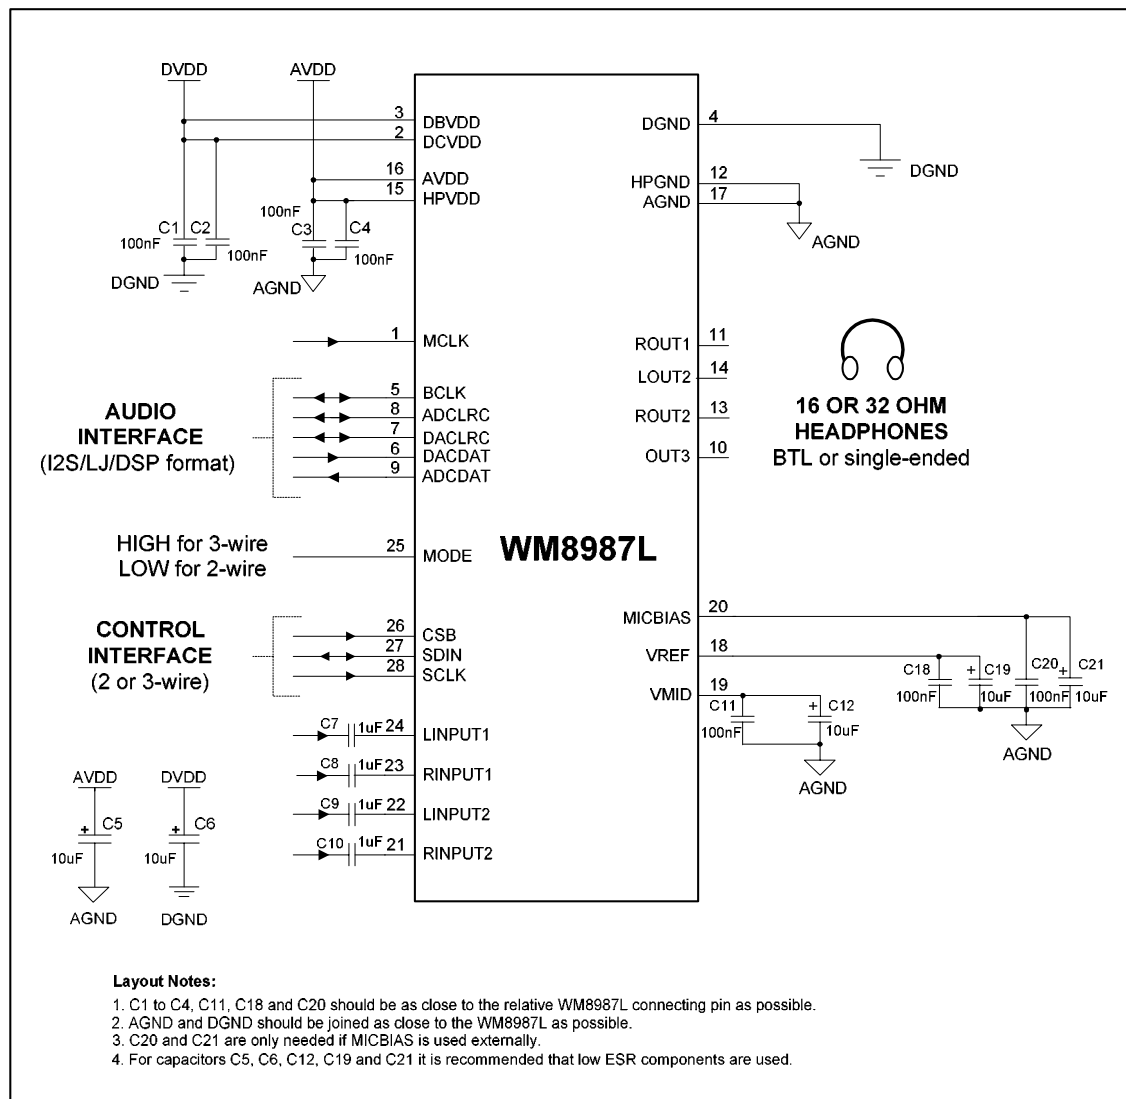 DVDD
AVDD
3
DBVDD
2
DCVDD
16
AVDD
15
HPVDD
100nF
C1
C2
C3
C4
100nF
100nF
100nF
DGND
AGND
DGND
4
DGND
HPGND
12
AGND
17
AGND
1
MCLK
AUDIO
INTERFACE
(I2S/LJ/DSP format)
5
BCLK
8
ADCLRC
7
DACLRC
6
DACDAT
9
ADCDAT
ROUT1
11
LOUT2
14
ROUT2
13
OUT3
10
16 OR 32 OHM
HEADPHONES
BTL or single-ended
HIGH for 3-wire
LOW for 2-wire
25
MODE
WM8987L
CONTROL
INTERFACE
(2 or 3-wire)
26
CSB
27
SDIN
28
SCLK
MICBIAS
20
VREF
18
VMID
19
C18
100nF
+
C19
10uF
C20
100nF
+
C21
10uF
AGND
C11
100nF
+
C12
10uF
AGND
C7
1uF
24
LINPUT1
C8
1uF
23
RINPUT1
C9
1uF
22
LINPUT2
C10
1uF
21
RINPUT2
AVDD
+
C5
10uF
AGND
DVDD
+
C6
10uF
DGND
Layout Notes:
1. C1 to C4, C11, C18 and C20 should be as close to the relative WM8987L connecting pin as possible.
2. AGND and DGND should be joined as close to the WM8987L as possible.
3. C20 and C21 are only needed if MICBIAS is used externally.
4. For capacitors C5, C6, C12, C19 and C21 it is recommended that low ESR components are used.